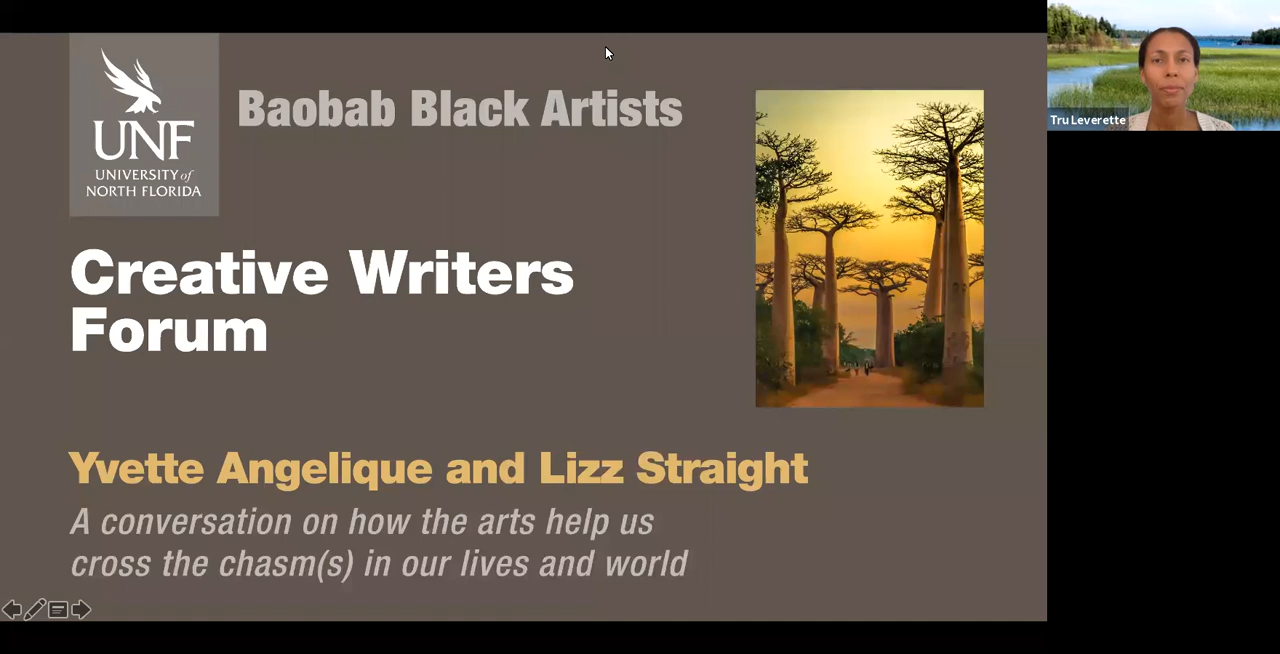 UNF
UNIVERSITY of
NORTH FLORIDA
Baobab Black Artists
Creative Writers
Forum
Yvette Angelique and Lizz Straight
A conversation on how the arts help us
cross the chasm(s) in our lives and world
Tru Leverette